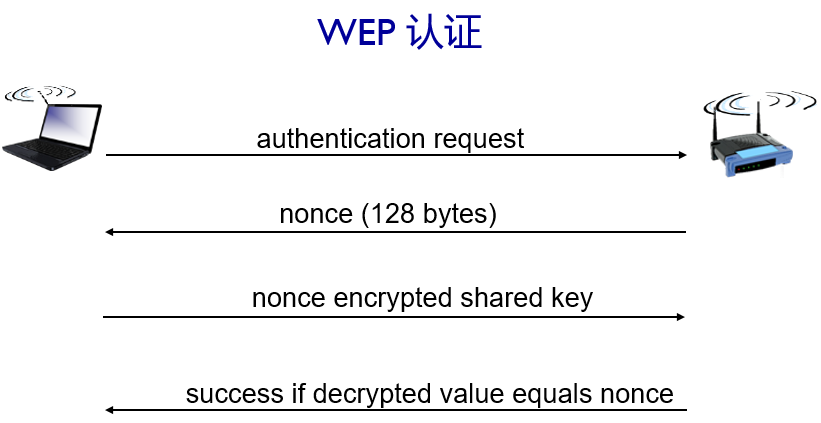 WEP 认证
authentication request
nonce (128 bytes)
nonce encrypted shared key
success if decrypted value equals nonce